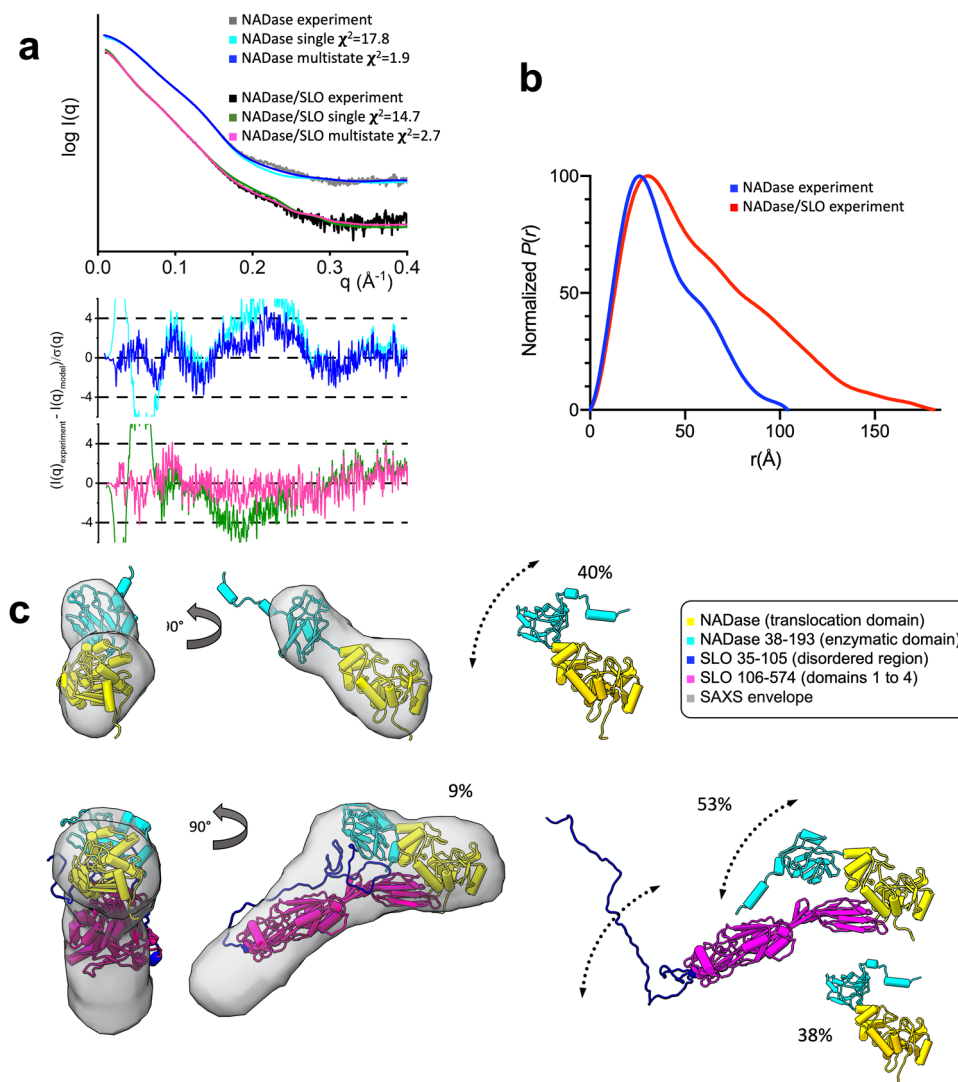 a
NADase experiment
NADase single χ²=17.8
NADase multistate χ²=1.9
NADase/SLO experiment
NADase/SLO single χ²=14.7
NADase/SLO multistate χ²=2.7
log I(q)
0.0 0.1 0.2 0.3 0.4
q (Å⁻¹)
4
0
-4
4
0
-4
(I(q)experiment - I(q)model)/σ(q)
b
NADase experiment
NADase/SLO experiment
Normalized P(r)
100
50
0
0 50 100 150
r(Å)
c
0°
40%
NADase (translocation domain)
NADase 38-193 (enzymatic domain)
SLO 35-105 (disordered region)
SLO 106-574 (domains 1 to 4)
SAXS envelope
90°
9%
53%
38%